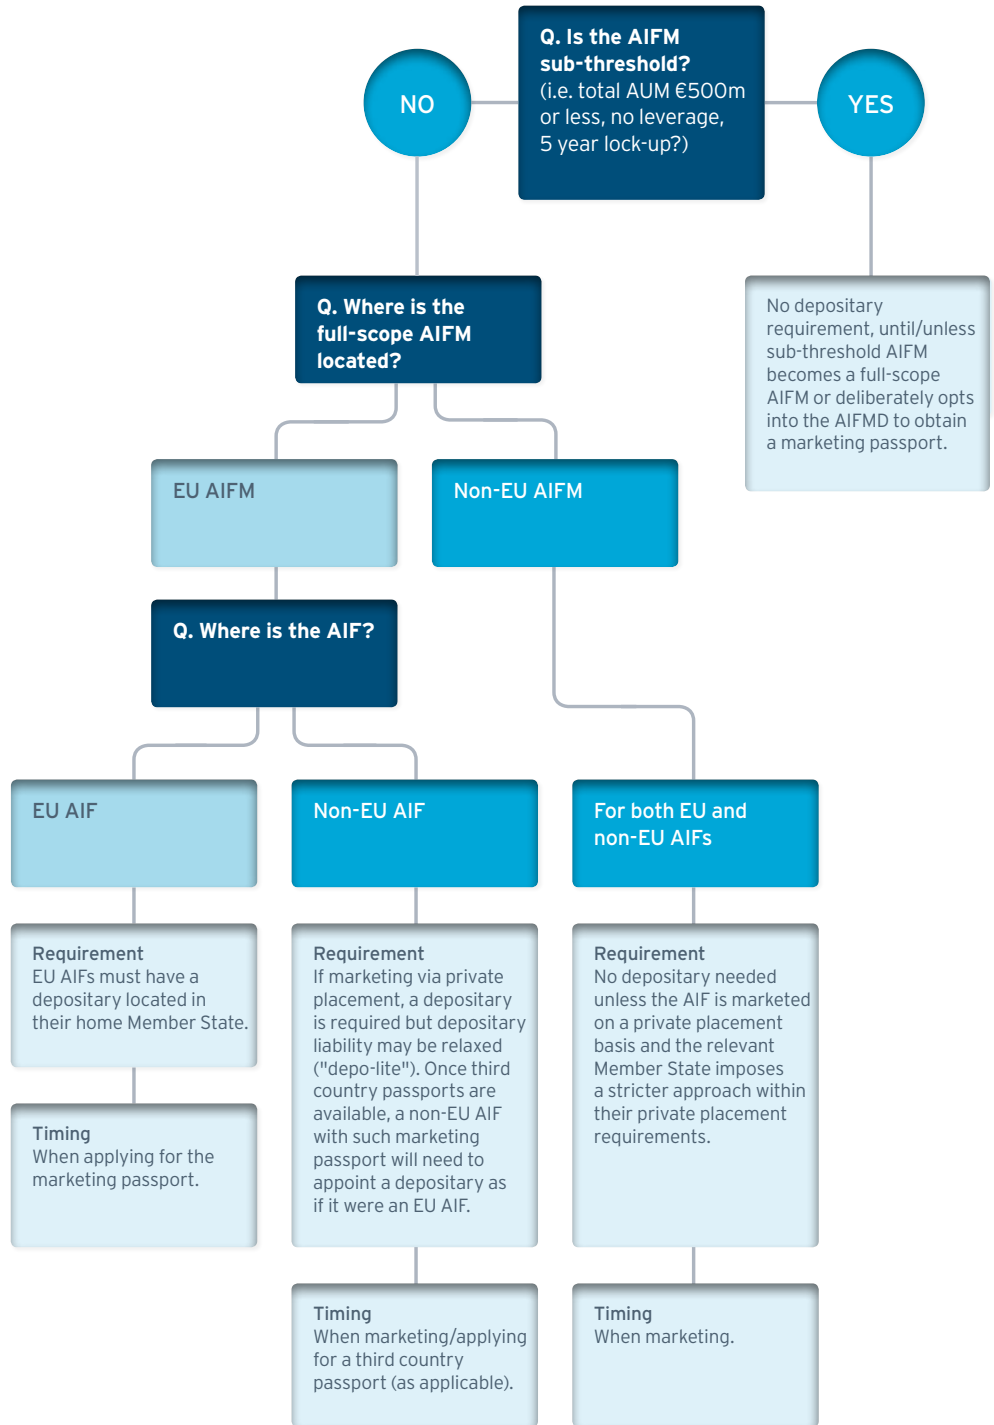 Q. Is the AIFM
sub-threshold?
(i.e. total AUM €500m
or less, no leverage,
5 year lock-up?)
NO
YES
Q. Where is the
full-scope AIFM
located?
No depositary
requirement, until/unless
sub-threshold AIFM
becomes a full-scope
AIFM or deliberately opts
into the AIFMD to obtain
a marketing passport.
EU AIFM
Non-EU AIFM
Q. Where is the AIF?
EU AIF
Non-EU AIF
For both EU and
non-EU AIFs
Requirement
EU AIFs must have a
depositary located in
their home Member State.
Timing
When applying for the
marketing passport.
Requirement
If marketing via private
placement, a depositary
is required but depositary
liability may be relaxed
("depo-lite"). Once third
country passports are
available, a non-EU AIF
with such marketing
passport will need to
appoint a depositary as
if it were an EU AIF.
Timing
When marketing/applying
for a third country
passport (as applicable).
Requirement
No depositary needed
unless the AIF is marketed
on a private placement
basis and the relevant
Member State imposes
a stricter approach within
their private placement
requirements.
Timing
When marketing.